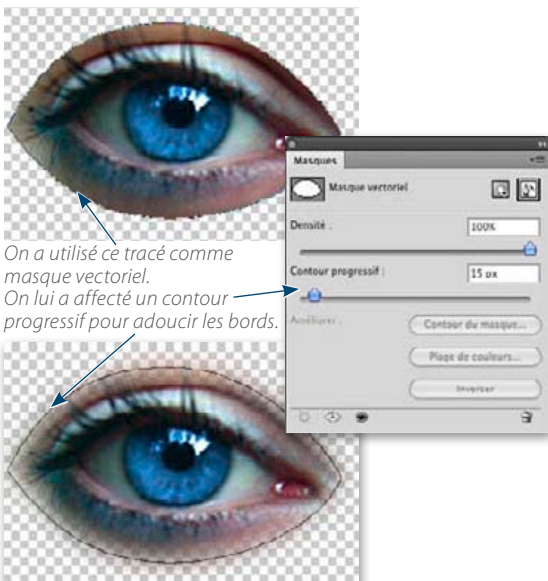 Masques
Masque vectoriel
Densité :
100%
Contour progressif :
15 px
Améliorer :
Contour du masque...
Plage de couleurs...
Inverser
On a utilisé ce tracé comme
masque vectoriel.
On lui a affecté un contour
progressif pour adoucir les bords.